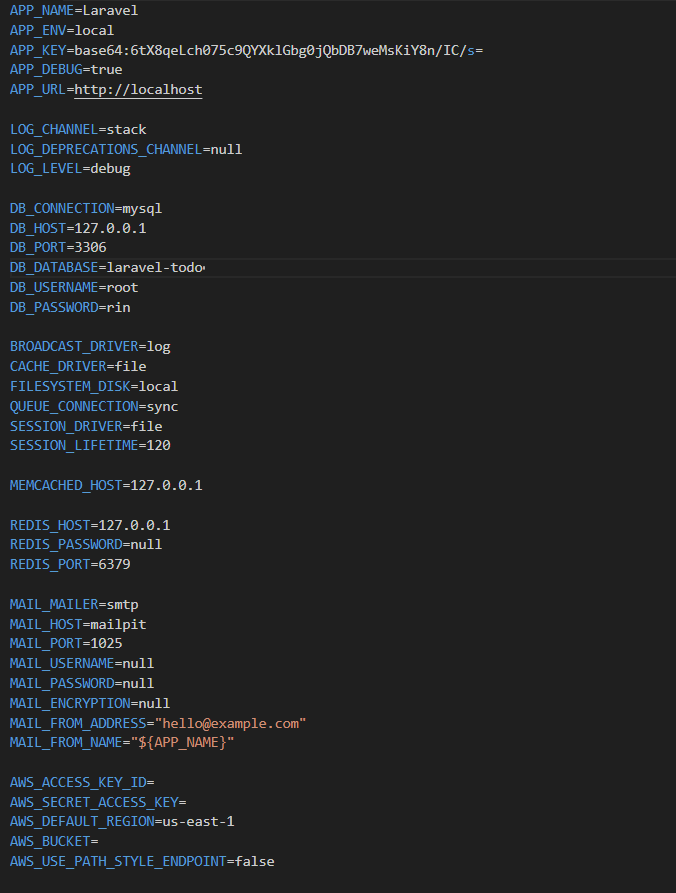 APP_NAME=Laravel
APP_ENV=local
APP_KEY=base64:6tX8qeLch075c9QYXklGbg0jQbDB7weMsKiY8n/IC/s=
APP_DEBUG=true
APP_URL=http://localhost
LOG_CHANNEL=stack
LOG_DEPRECATIONS_CHANNEL=null
LOG_LEVEL=debug
DB_CONNECTION=mysql
DB_HOST=127.0.0.1
DB_PORT=3306
DB_DATABASE=laravel-todo
DB_USERNAME=root
DB_PASSWORD=rin
BROADCAST_DRIVER=log
CACHE_DRIVER=file
FILESYSTEM_DISK=local
QUEUE_CONNECTION=sync
SESSION_DRIVER=file
SESSION_LIFETIME=120
MEMCACHED_HOST=127.0.0.1
REDIS_HOST=127.0.0.1
REDIS_PASSWORD=null
REDIS_PORT=6379
MAIL_MAILER=smtp
MAIL_HOST=mailpit
MAIL_PORT=1025
MAIL_USERNAME=null
MAIL_PASSWORD=null
MAIL_ENCRYPTION=null
MAIL_FROM_ADDRESS="hello@example.com"
MAIL_FROM_NAME="${APP_NAME}"
AWS_ACCESS_KEY_ID=
AWS_SECRET_ACCESS_KEY=
AWS_DEFAULT_REGION=us-east-1
AWS_BUCKET=
AWS_USE_PATH_STYLE_ENDPOINT=false